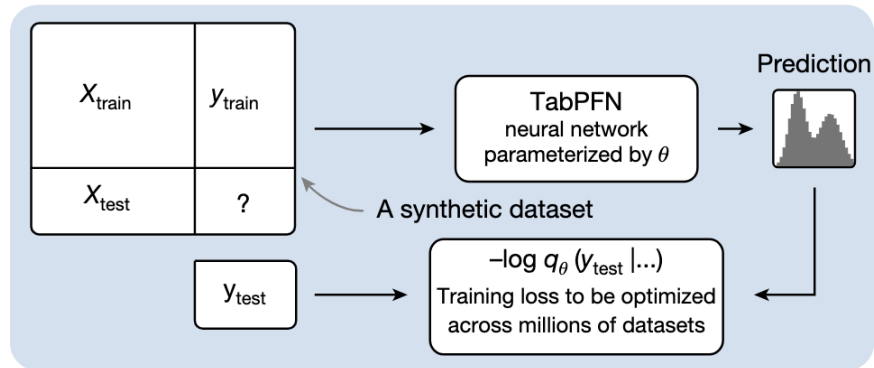 X_train
y_train
X_test
?
TabPFN
neural network
parameterized by θ
Prediction
A synthetic dataset
y_test
–log q_θ (y_test |...)
Training loss to be optimized
across millions of datasets